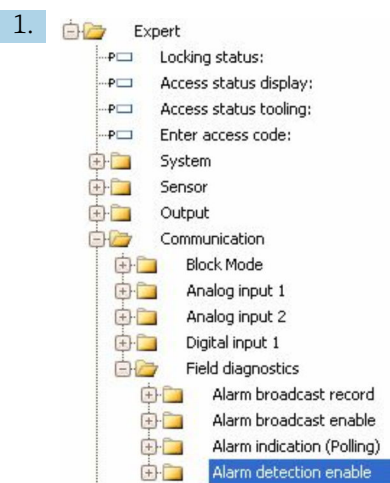 1.
Expert
Locking status:
Access status display:
Access status tooling:
Enter access code:
System
Sensor
Output
Communication
Block Mode
Analog input 1
Analog input 2
Digital input 1
Field diagnostics
Alarm broadcast record
Alarm broadcast enable
Alarm indication (Polling)
Alarm detection enable